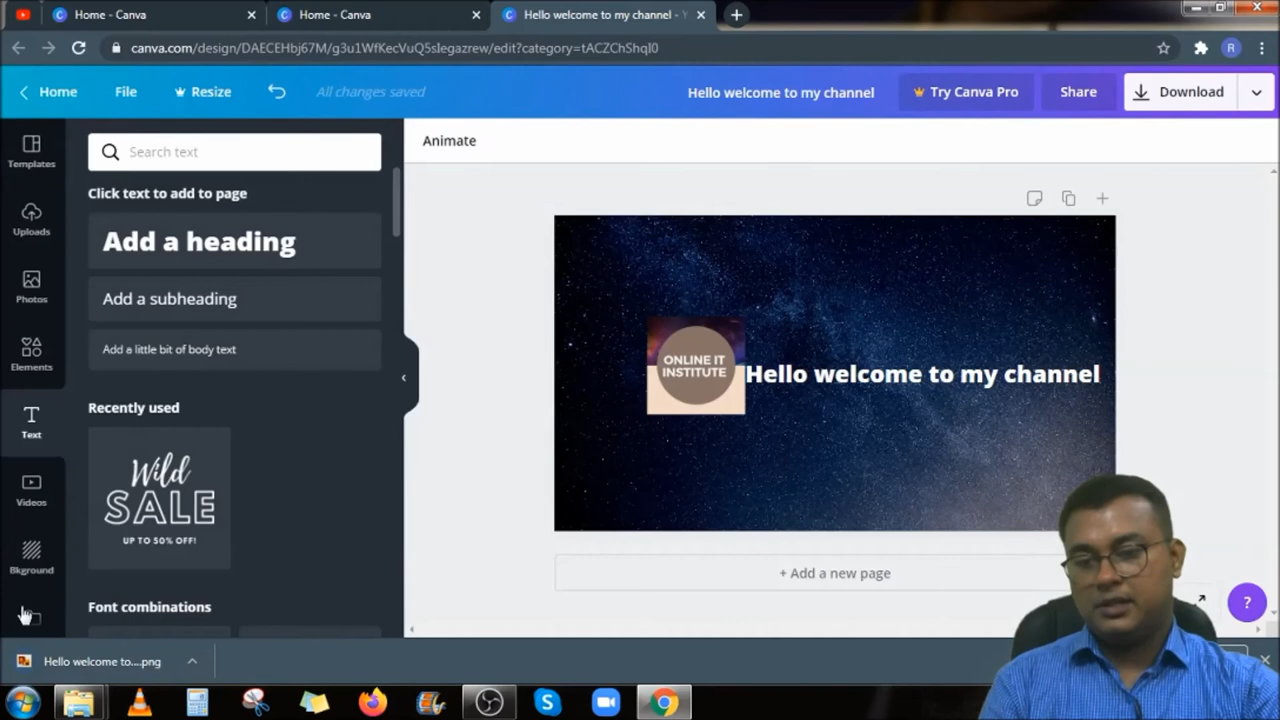 Home - Canva
Home - Canva
Hello welcome to my channel - Y
canva.com/design/DAECEHbj67M/g3u1WfKecVuQ5sIegazrew/edit?category=tACZChShqI0
R
Home
File
Resize
All changes saved
Hello welcome to my channel
Try Canva Pro
Share
Download
Templates
Uploads
Photos
Elements
Text
Videos
Bkground
Search text
Click text to add to page
Add a heading
Add a subheading
Add a little bit of body text
Recently used
Wild
SALE
UP TO 50% OFF!
Font combinations
Animate
ONLINE IT
INSTITUTE
Hello welcome to my channel
+ Add a new page
?
Hello welcome to....png